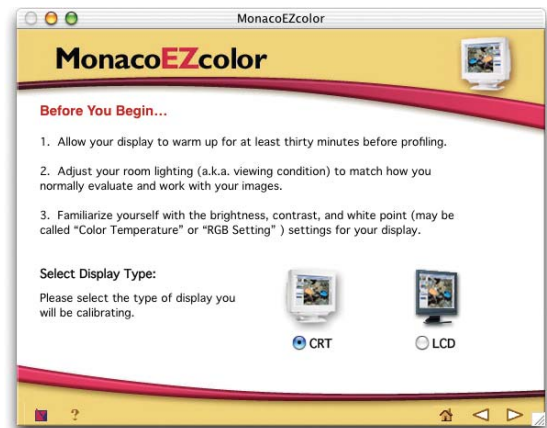 MonacoEZcolor
MonacoEZcolor
Before You Begin...
1. Allow your display to warm up for at least thirty minutes before profiling.
2. Adjust your room lighting (a.k.a. viewing condition) to match how you
normally evaluate and work with your images.
3. Familiarize yourself with the brightness, contrast, and white point (may be
called “Color Temperature” or “RGB Setting” ) settings for your display.
Select Display Type:
Please select the type of display you
will be calibrating.
CRT
LCD
?